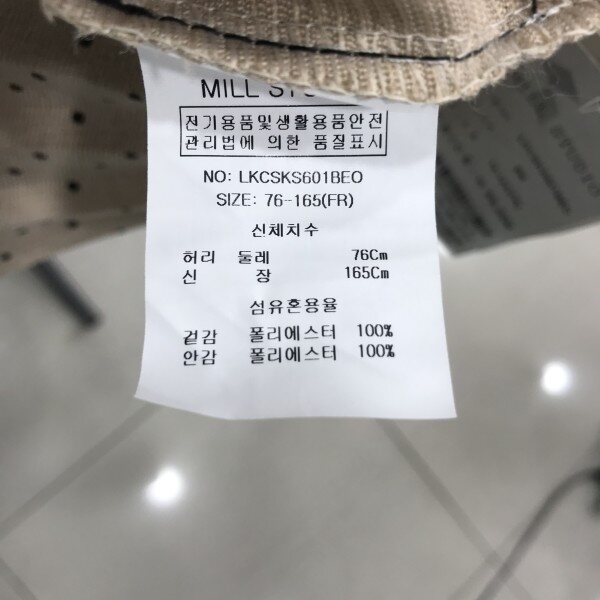 MILL
전기용품및생활용품안전
관리법에 의한 품질표시
NO: LKCSKS601BEO
SIZE: 76-165(FR)
신체치수
허리 둘레 76Cm
신 장 165Cm
섬유혼용율
겉감 폴리에스터 100%
안감 폴리에스터 100%